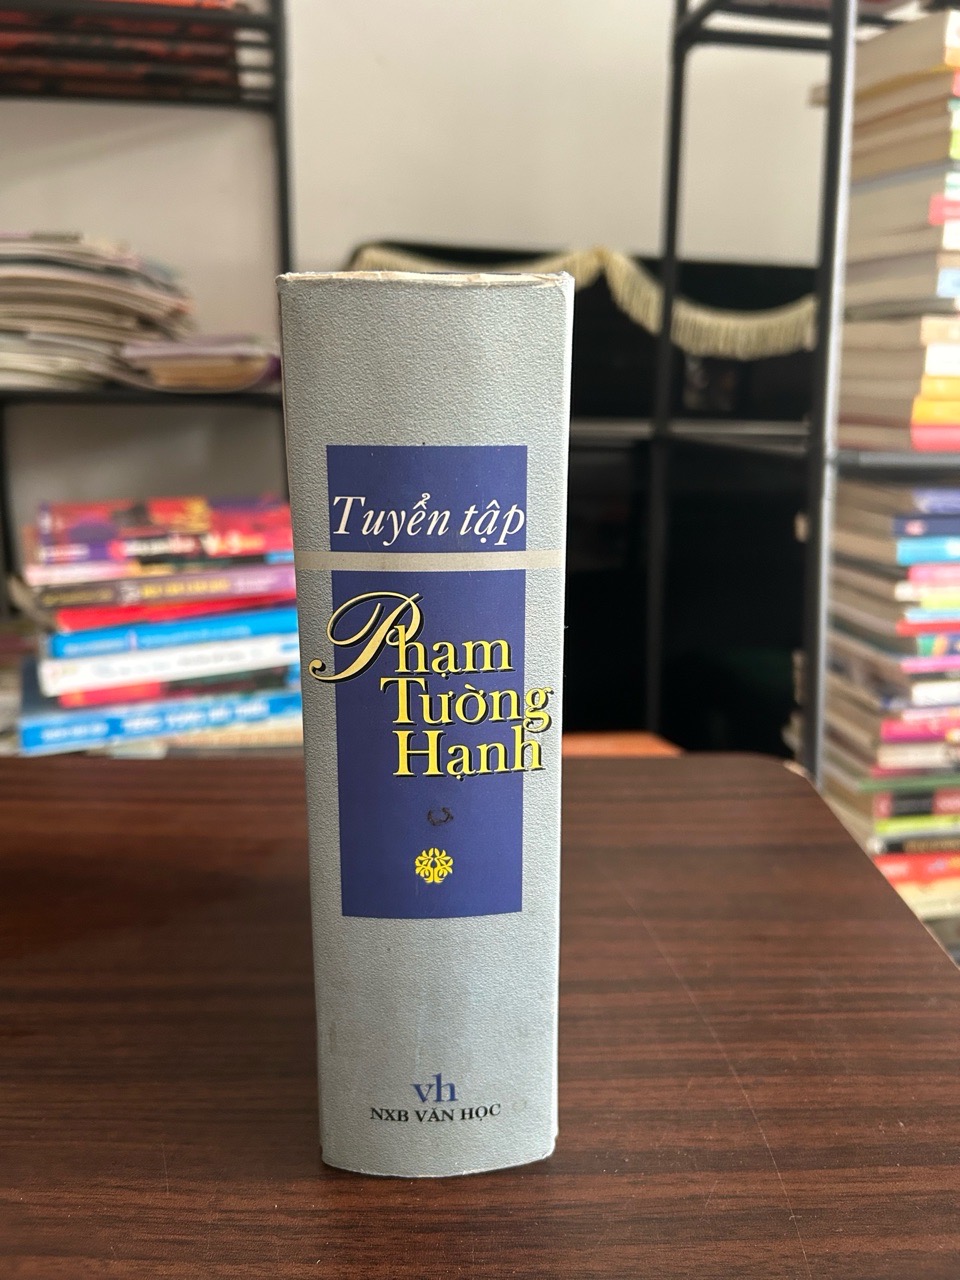 Tuyển tập
Phạm
Tường
Hạnh
vh
NXB VĂN HỌC